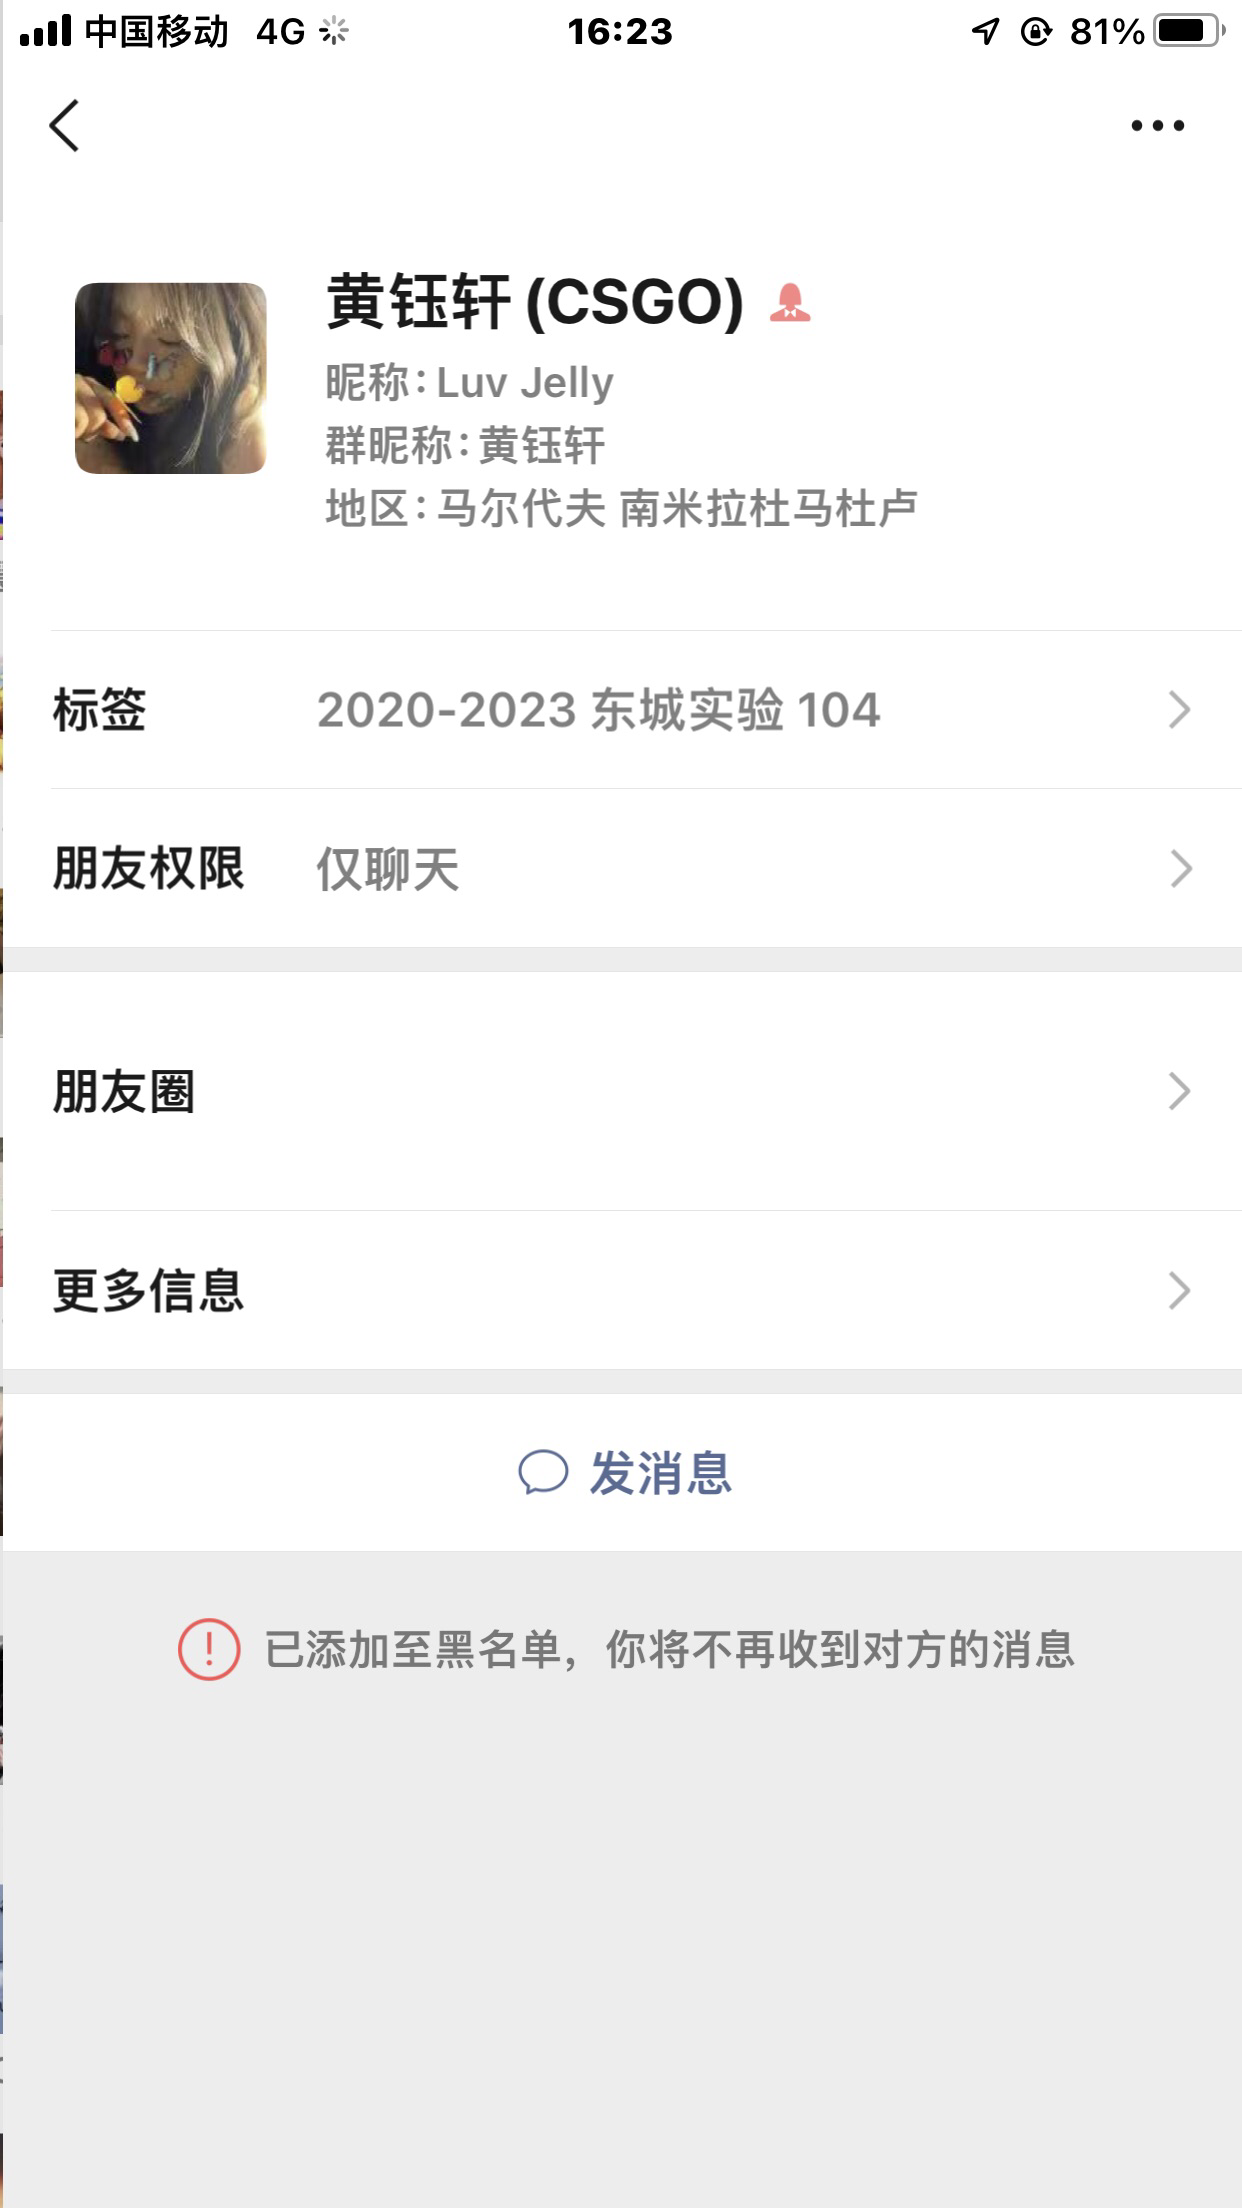 中国移动 4G 16:23 81%
黄钰轩 (CSGO)
昵称：Luv Jelly
群昵称：黄钰轩
地区：马尔代夫 南米拉杜马杜卢
标签 2020-2023 东城实验 104
朋友权限 仅聊天
朋友圈
更多信息
发消息
已添加至黑名单，你将不再收到对方的消息